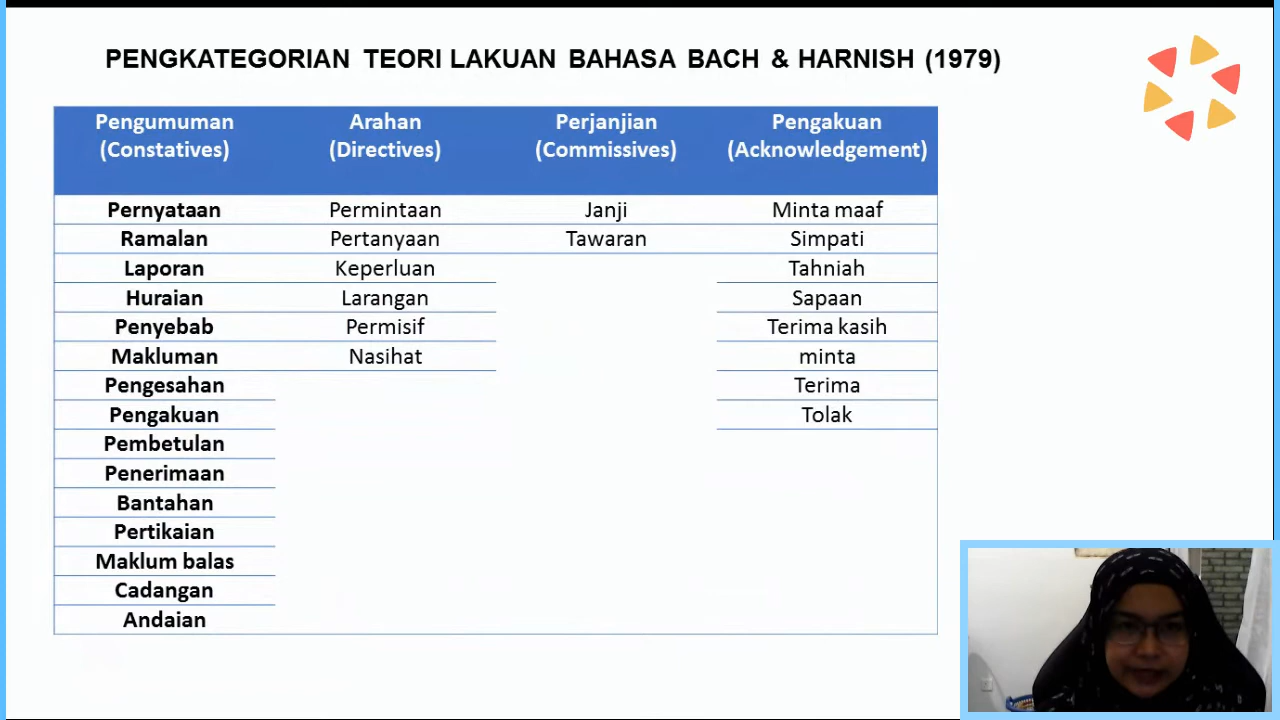 PENGKATEGORIAN TEORI LAKUAN BAHASA BACH & HARNISH (1979)
Pengumuman Arahan Perjanjian Pengakuan
(Constatives) (Directives) (Commissives) (Acknowledgement)
Pernyataan Permintaan Janji Minta maaf
Ramalan Pertanyaan Tawaran Simpati
Laporan Keperluan Tahniah
Huraian Larangan Sapaan
Penyebab Permisif Terima kasih
Makluman Nasihat minta
Pengesahan Terima
Pengakuan Tolak
Pembetulan
Penerimaan
Bantahan
Pertikaian
Maklum balas
Cadangan
Andaian